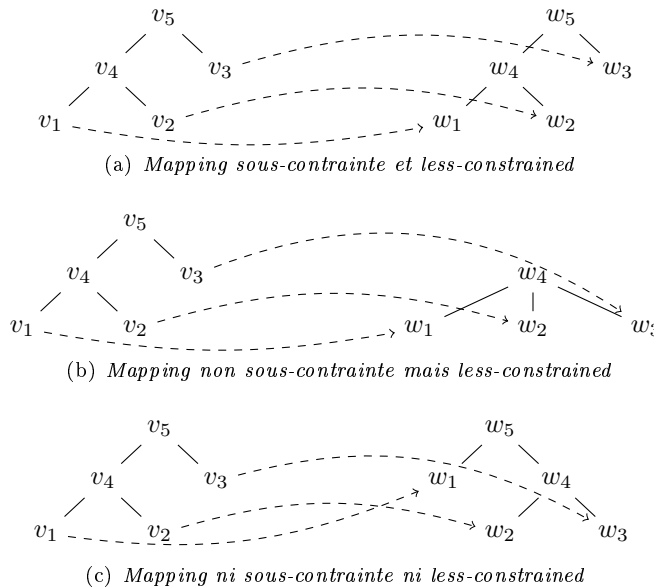 v5 w5
v4 v3 w4 w3
v1 v2 w1 w2
(a) Mapping sous-contrainte et less-constrained
v5
v4 v3 w4
v1 v2 w1 w2 w3
(b) Mapping non sous-contrainte mais less-constrained
v5 w5
v4 v3 w1 w4
v1 v2 w2 w3
(c) Mapping ni sous-contrainte ni less-constrained